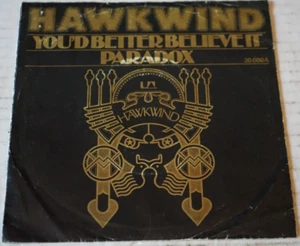 HAWKWIND
YOU'D BETTER BELIEVE IT
PARADOX
UA
HAWKWIND